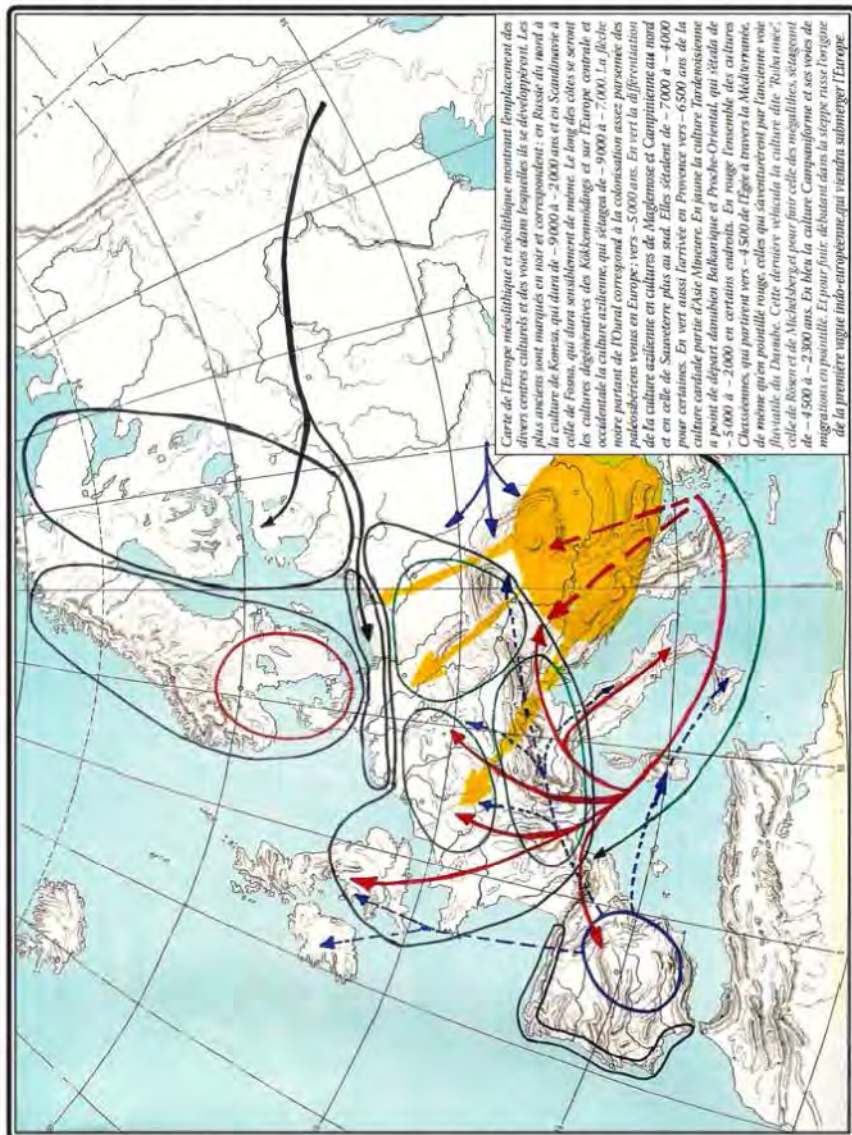 Carte de l'Europe mésolithique et néolithique montrant l'emplacement des
divers centres culturels et des voies dans lesquelles ils se développèrent. Les
plus anciens sont marqués en noir et correspondent : en Russie du nord à
la culture de Komsa, qui dura de – 9000 à – 2000 ans et en Scandinavie à
celle de Fosna, qui dura sensiblement de même. Le long des côtes se seront
les cultures dégénératives des Kökkenmödings et sur l'Europe centrale et
occidentale la culture azilienne, qui s'étagea de – 9000 à – 7.000. La flèche
noire partant de l'Oural correspond à la colonisation assez parsemée des
paléosibériens venus en Europe ; vers – 5000 ans. En vert la différentiation
de la culture azilienne en cultures de Maglemose et Campinienne au nord
et en celle de Sauveterre plus au sud. Elles s'étalent de – 7000 à – 4000
pour certaines. En vert aussi l'arrivée en Provence vers – 6500 ans de la
culture cardiale partie d'Asie Mineure. En jaune la culture Tardenoisienne
a point de départ danubien Balkanique et Proche-Oriental, qui s'étala de
– 5000 à – 2000 en certains endroits. En rouge l'ensemble des cultures
Chasséennes, qui partirent vers – 4500 de l'Egée à travers la Méditerranée,
de même qu'en pointillé rouge, celles qui s'aventurèrent par l'ancienne voie
fluviatile du Danube. Cette dernière véhicula la culture dite "Rubannée",
celle de Rösen et de Michelsberg,et pour finir celle des mégalithes, s'étageant
de – 4500 à – 2300 ans. En bleu la culture Campaniforme et ses voies de
migrations en pointillé. Et pour finir, débutant dans la steppe russe l'origine
de la première vague indo-européenne,qui viendra submerger l'Europe.